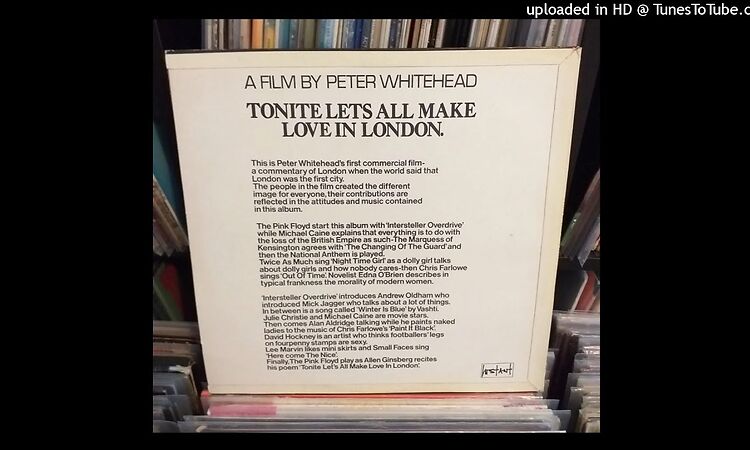 uploaded in HD @ TunesToTube.co
A FILM BY PETER WHITEHEAD
TONITE LETS ALL MAKE
LOVE IN LONDON.
This is Peter Whitehead's first commercial film-
a commentary of London when the world said that
London was the first city.
The people in the film created the different
image for everyone, their contributions are
reflected in the attitudes and music contained
in this album.
The Pink Floyd start this album with 'Intersteller Overdrive'
while Michael Caine explains that everything is to do with
the loss of the British Empire as such-The Marquess of
Kensington agrees with 'The Changing Of The Guard' and
then the National Anthem is played.
Twice As Much sing 'Night Time Girl' as a dolly girl talks
about dolly girls and how nobody cares-then Chris Farlowe
sings 'Out Of Time'. Novelist Edna O'Brien describes in
typical frankness the morality of modern women.
'Intersteller Overdrive' introduces Andrew Oldham who
introduced Mick Jagger who talks about a lot of things.
In between is a song called 'Winter Is Blue' by Vashti.
Julie Christie and Michael Caine are movie stars.
Then comes Alan Aldridge talking while he paints naked
ladies to the music of Chris Farlowe's 'Paint It Black'.
David Hockney is an artist who thinks footballers' legs
on fourpenny stamps are sexy.
Lee Marvin likes mini skirts and Small Faces sing
'Here come The Nice'.
Finally, The Pink Floyd play as Allen Ginsberg recites
his poem 'Tonite Let's All Make Love In London'.
INSTANT